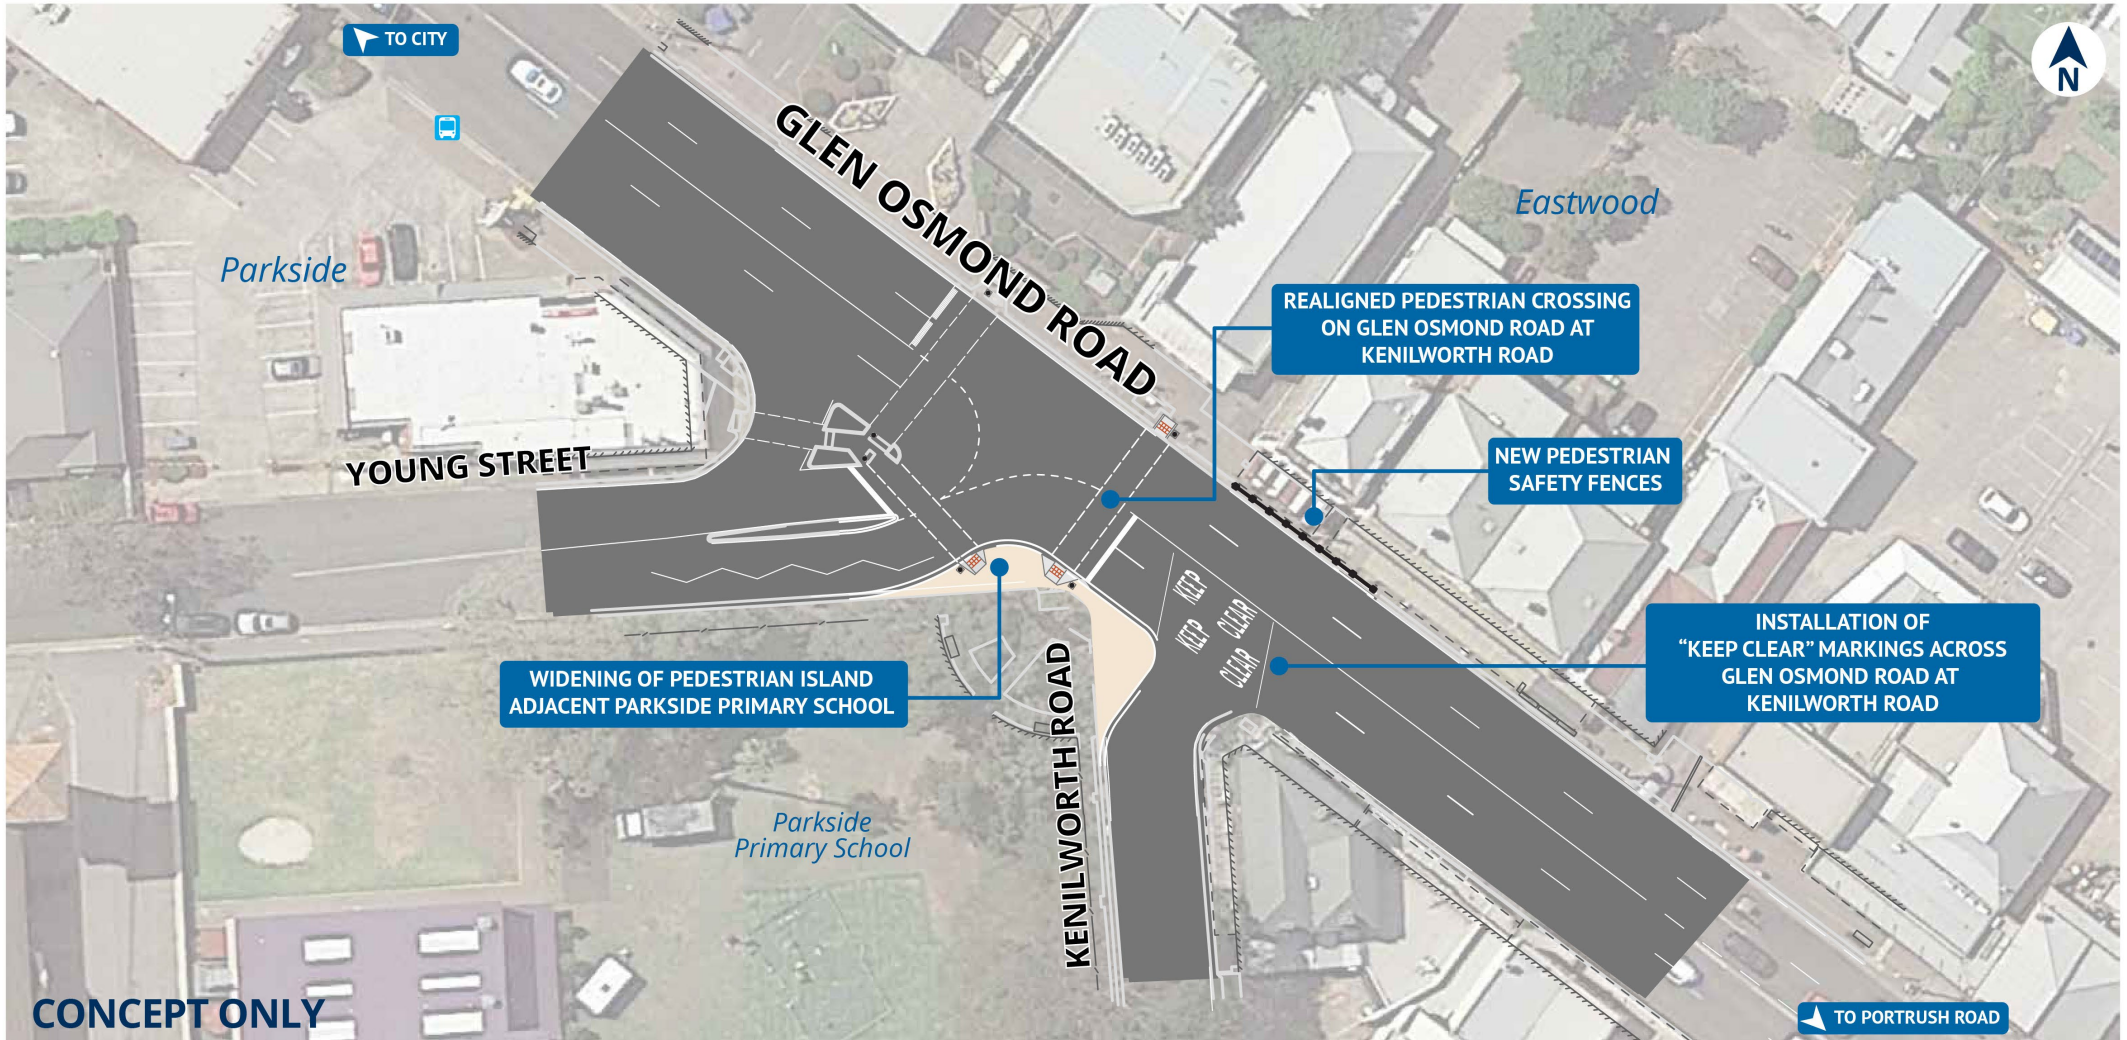 TO CITY
N
GLEN OSMOND ROAD
Eastwood
Parkside
REALIGNED PEDESTRIAN CROSSING
ON GLEN OSMOND ROAD AT
KENILWORTH ROAD
YOUNG STREET
NEW PEDESTRIAN
SAFETY FENCES
KEEP
CLEAR
KEEP
CLEAR
INSTALLATION OF
“KEEP CLEAR” MARKINGS ACROSS
GLEN OSMOND ROAD AT
KENILWORTH ROAD
WIDENING OF PEDESTRIAN ISLAND
ADJACENT PARKSIDE PRIMARY SCHOOL
KENILWORTH ROAD
Parkside
Primary School
CONCEPT ONLY
TO PORTRUSH ROAD